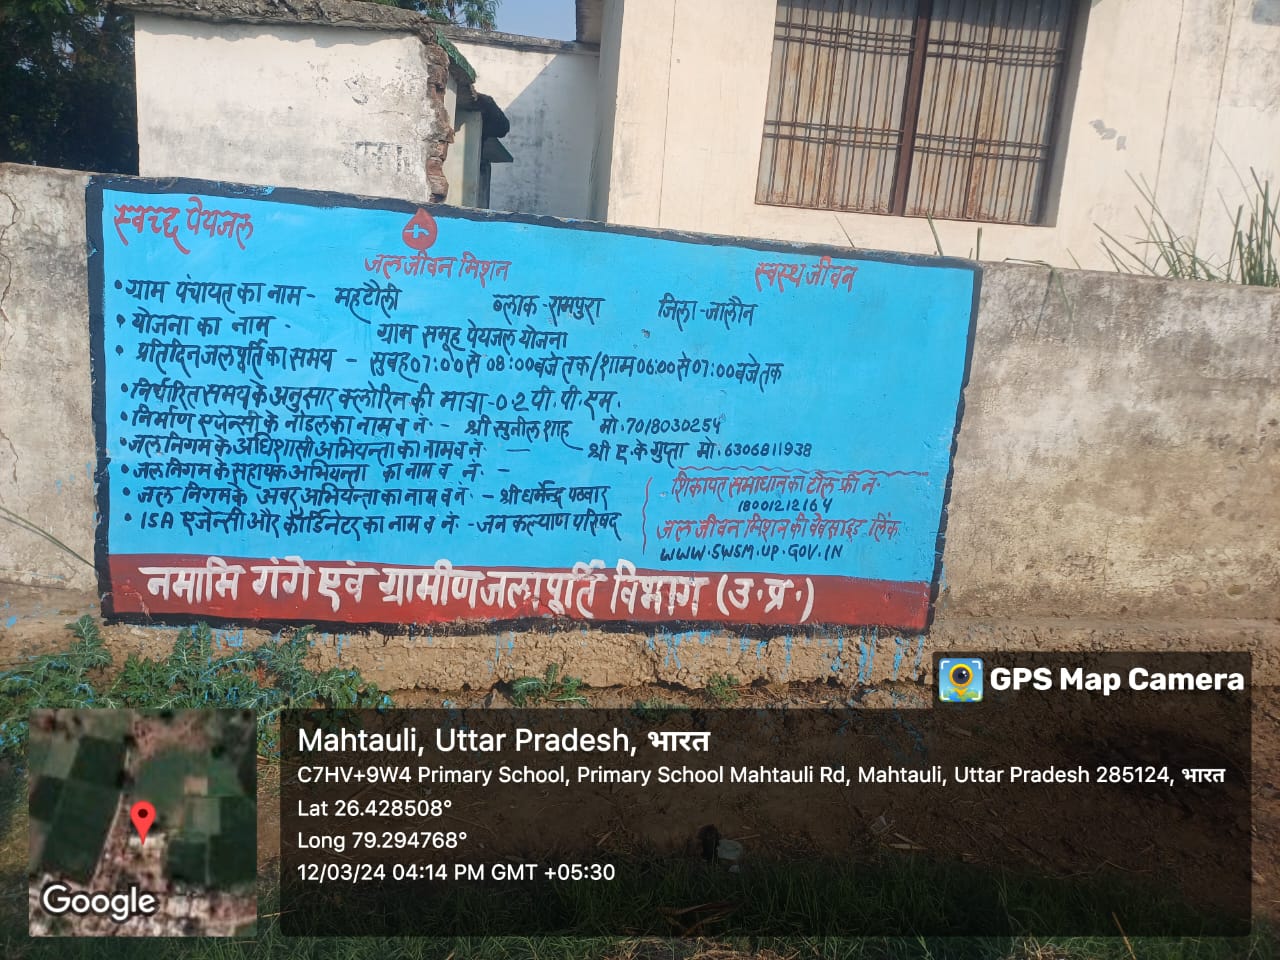 स्वच्छ पेयजल
जल जीवन मिशन
स्वस्थ जीवन
• ग्राम पंचायत का नाम - महटौली ब्लाक - रामपुरा जिला - जालौन
• योजना का नाम - ग्राम समूह पेयजल योजना
• प्रतिदिन जलपूर्ति का समय - सुबह 07:00 से 08:00 बजे तक / शाम 06:00 से 07:00 बजे तक
• निर्धारित समय के अनुसार क्लोरिन की मात्रा - 0.2 पी.पी.एम.
• निर्माण एजेन्सी के नोडल का नाम व नं. - श्री सुनील शाह मो. 7018030254
• जल निगम के अधिशासी अभियन्ता का नाम व नं. - श्री ए.के गुप्ता मो. 6306811938
• जल निगम के सहायक अभियन्ता का नाम व नं. -
• जल निगम के अवर अभियन्ता का नाम व नं. - श्री धर्मेन्द्र
• ISA एजेन्सी और कॉर्डिनेटर का नाम व नं. - जन कल्याण परिषद
शिकायत समाधान का टोल फ्री नं.
18001212164
जल जीवन मिशन की वेबसाइड लिंक
WWW.SWSM.UP.GOV.IN
नमामि गंगे एवं ग्रामीण जलापूर्ति विभाग (उ.प्र.)
GPS Map Camera
Mahtauli, Uttar Pradesh, भारत
C7HV+9W4 Primary School, Primary School Mahtauli Rd, Mahtauli, Uttar Pradesh 285124, भारत
Lat 26.428508°
Long 79.294768°
12/03/24 04:14 PM GMT +05:30
Google